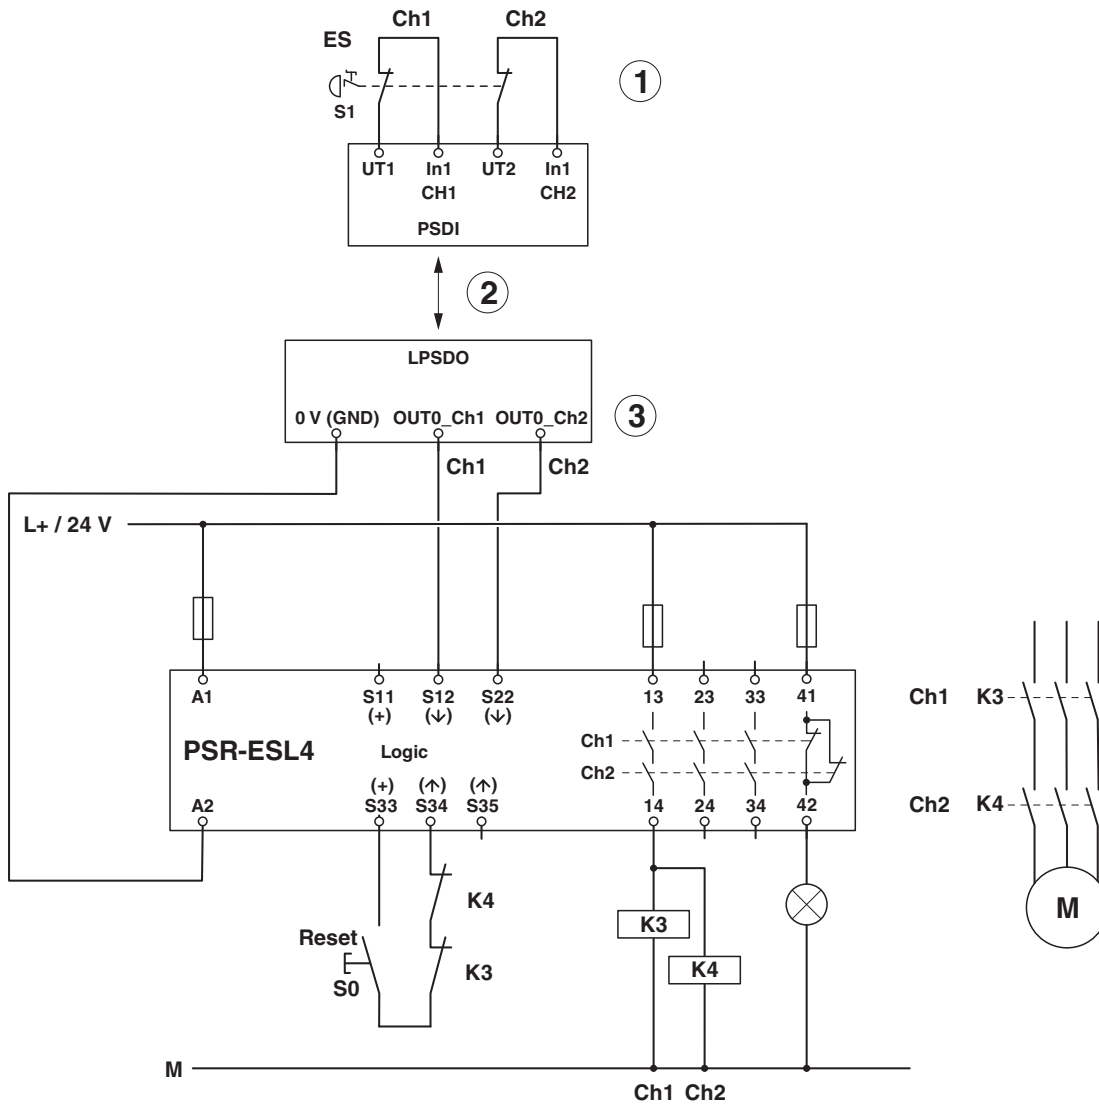 Ch1 Ch2
ES
1
S1
UT1 In1 UT2 In1
CH1 CH2
PSDI
2
LPSDO
0 V (GND) OUT0_Ch1 OUT0_Ch2
3
Ch1 Ch2
L+ / 24 V
A1 S11 S12 S22 13 23 33 41
(+) (↓) (↓)
Ch1 K3
PSR-ESL4 Logic
Ch1
Ch2
(+) (↑) (↑)
A2 S33 S34 S35 14 24 34 42
Ch2 K4
K4
M
K3
Reset
K4
K3
S0
M
Ch1 Ch2